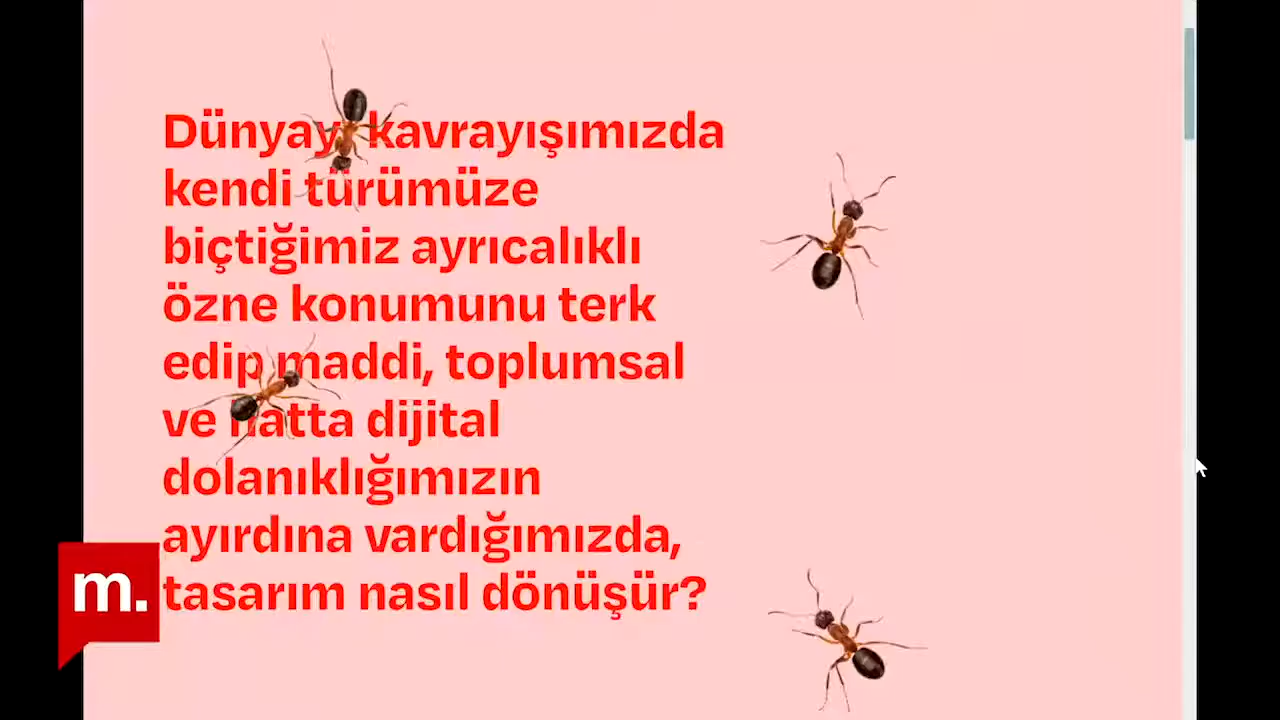 Dünyayı kavrayışımızda
kendi türümüze
biçtiğimiz ayrıcalıklı
özne konumunu terk
edip maddi, toplumsal
ve hatta dijital
dolanıklığımızın
ayırdına vardığımızda,
tasarım nasıl dönüşür?
m.